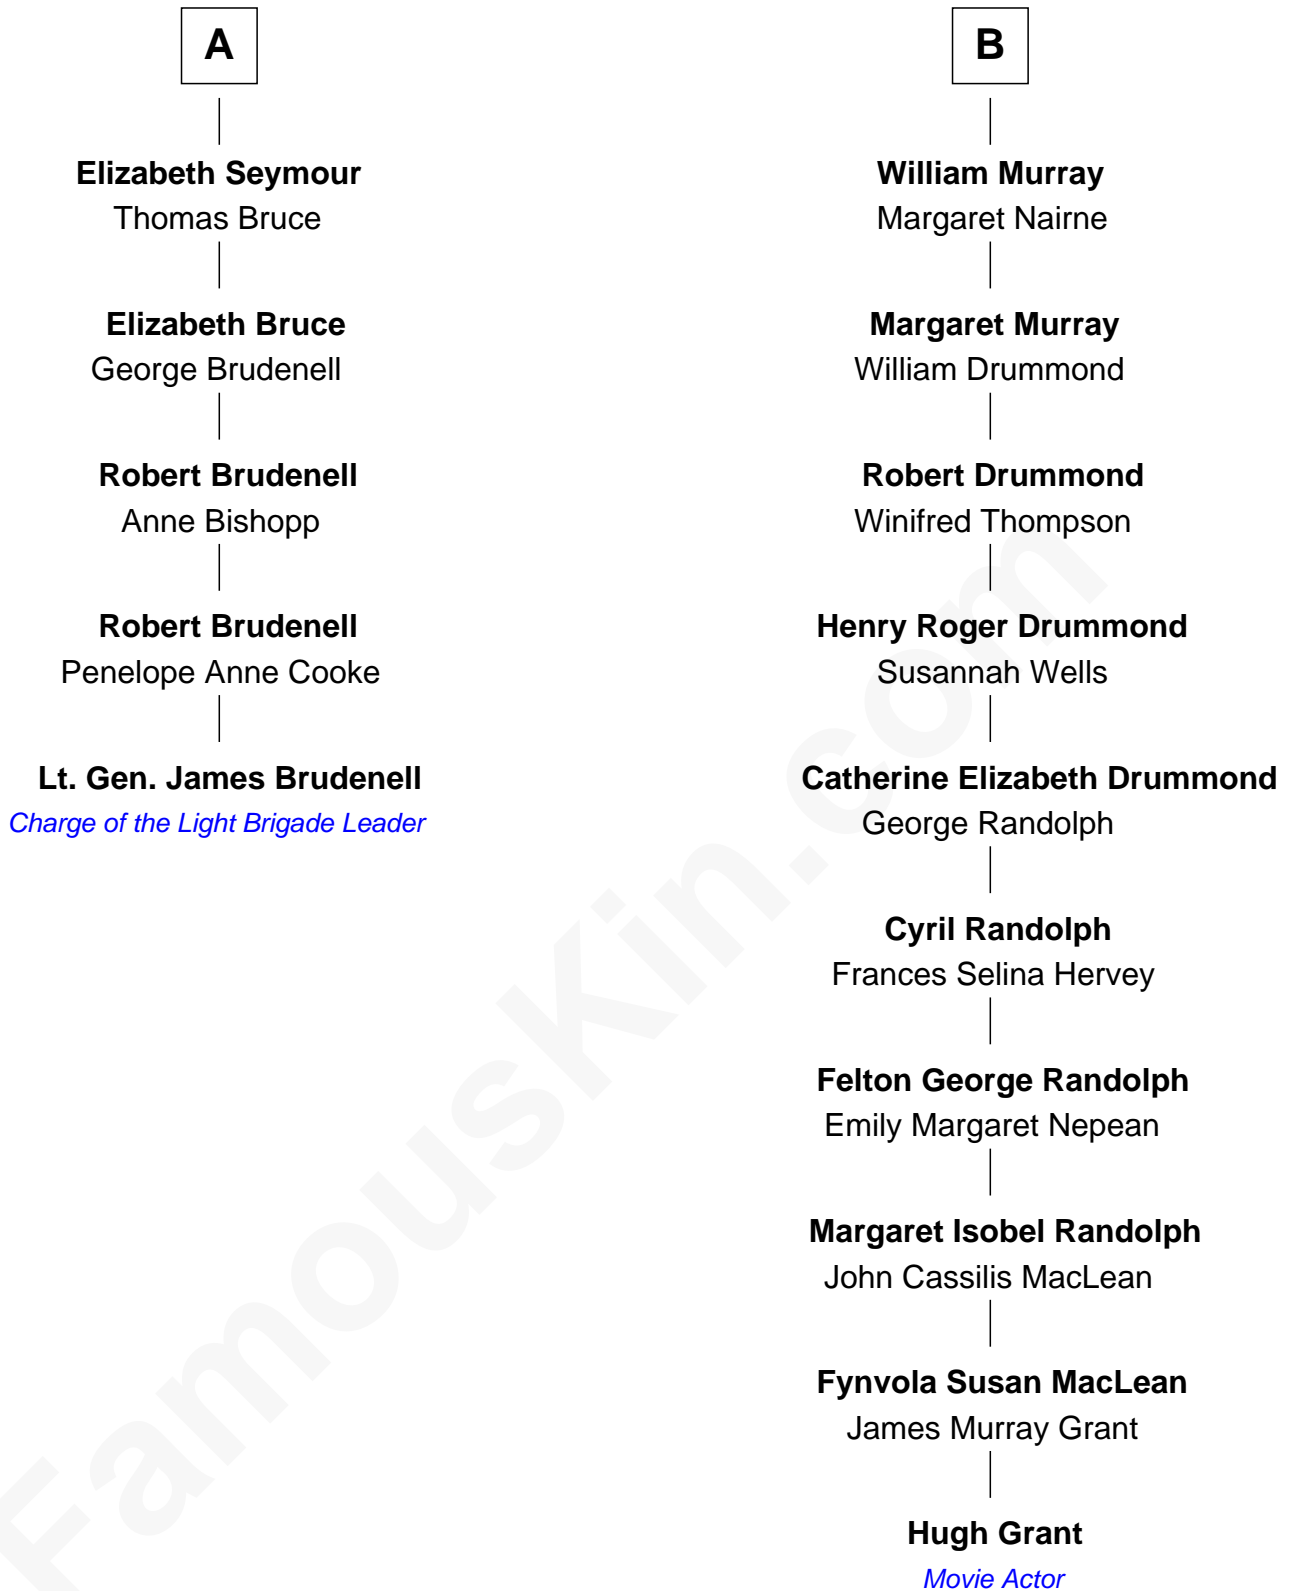 A
Elizabeth Seymour
Thomas Bruce
Elizabeth Bruce
George Brudenell
Robert Brudenell
Anne Bishopp
Robert Brudenell
Penelope Anne Cooke
Lt. Gen. James Brudenell
Charge of the Light Brigade Leader
B
William Murray
Margaret Nairne
Margaret Murray
William Drummond
Robert Drummond
Winifred Thompson
Henry Roger Drummond
Susannah Wells
Catherine Elizabeth Drummond
George Randolph
Cyril Randolph
Frances Selina Hervey
Felton George Randolph
Emily Margaret Nepean
Margaret Isobel Randolph
John Cassilis MacLean
Fynvola Susan MacLean
James Murray Grant
Hugh Grant
Movie Actor
FamousKin.com